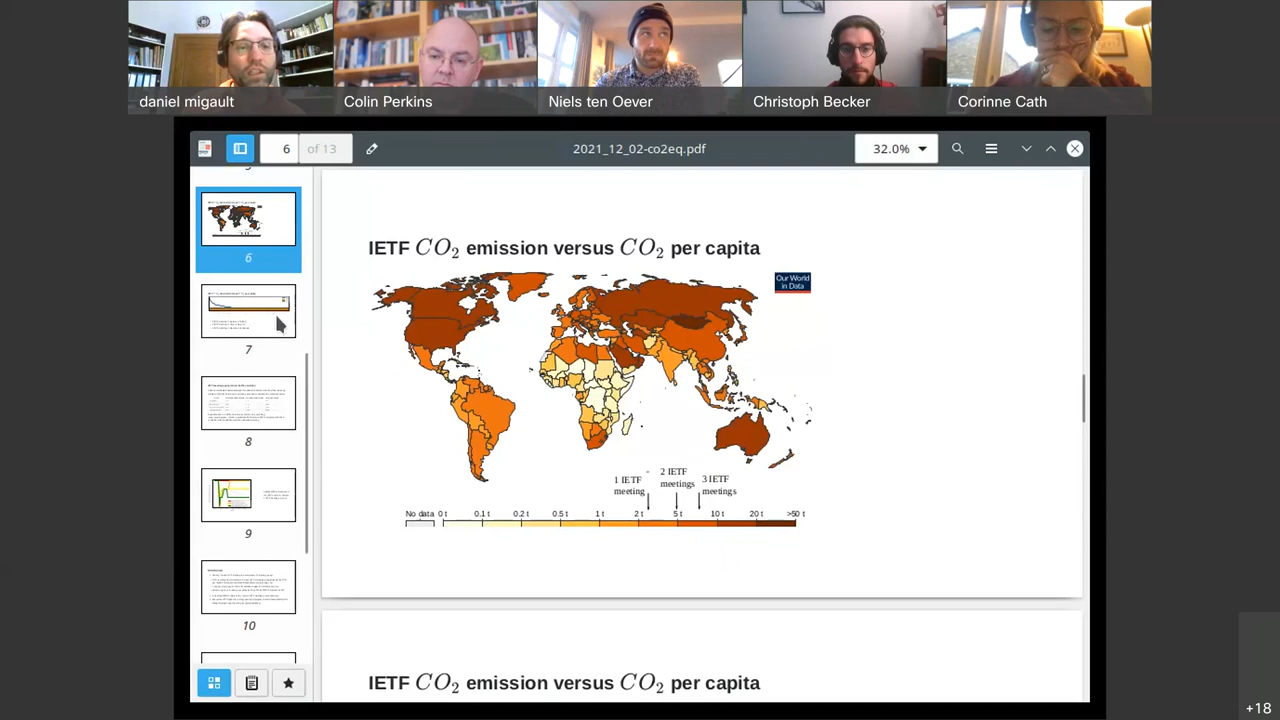 daniel migault
Colin Perkins
Niels ten Oever
Christoph Becker
Corinne Cath
6 of 13
2021_12_02-co2eq.pdf
32.0%
6
7
8
9
10
IETF CO2 emission versus CO2 per capita
Our World
in Data
1 IETF
meeting
2 IETF
meetings
3 IETF
meetings
No data 0 t 0.1 t 0.2 t 0.5 t 1 t 2 t 5 t 10 t 20 t >50 t
IETF CO2 emission versus CO2 per capita
+18